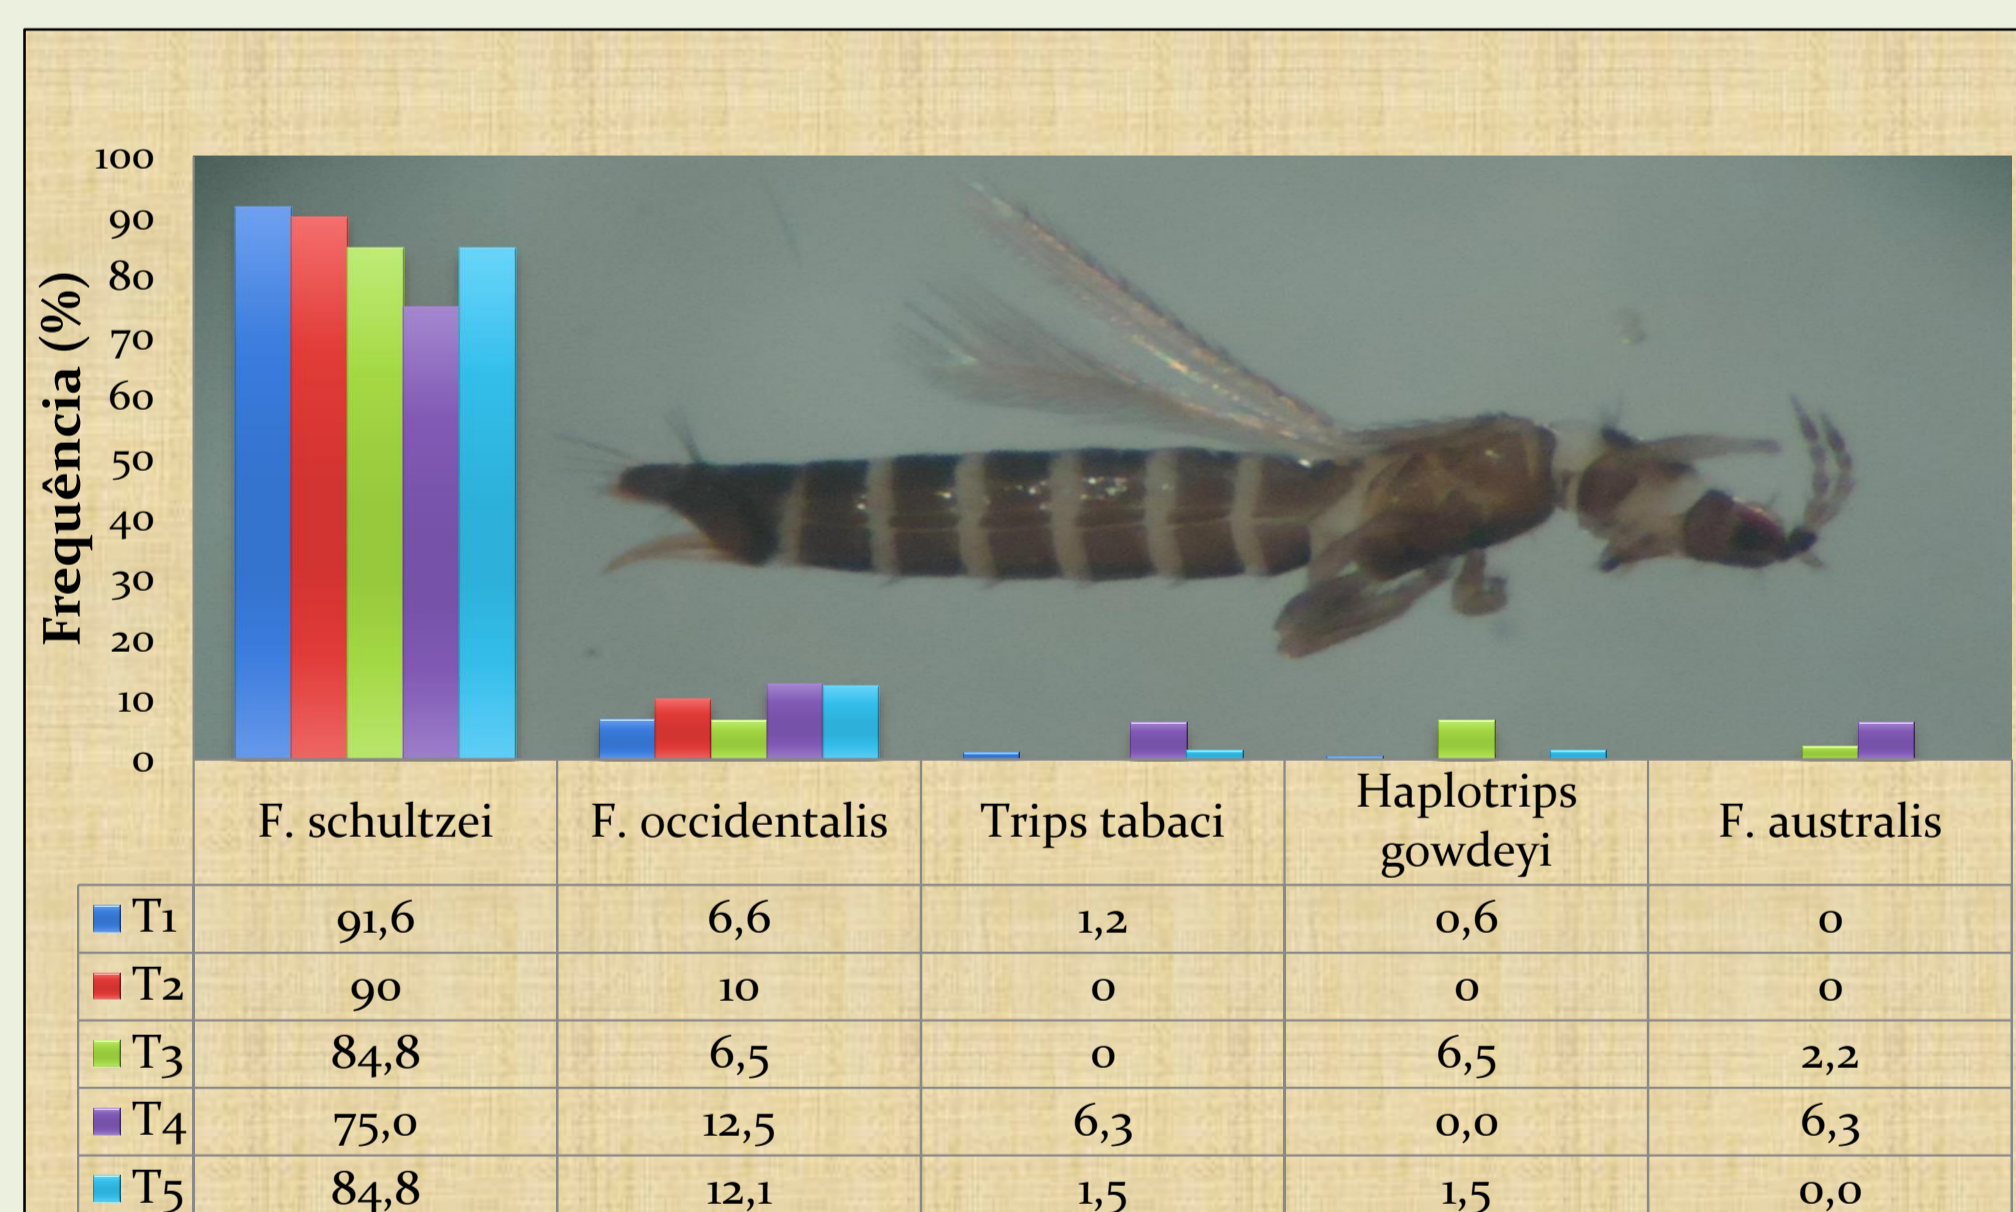 100
90
80
70
60
50
40
30
20
10
0
Frequência (%)
F. schultzei F. occidentalis Trips tabaci Haplotrips gowdeyi F. australis
T1 91,6 6,6 1,2 0,6 0
T2 90 10 0 0 0
T3 84,8 6,5 0 6,5 2,2
T4 75,0 12,5 6,3 0,0 6,3
T5 84,8 12,1 1,5 1,5 0,0